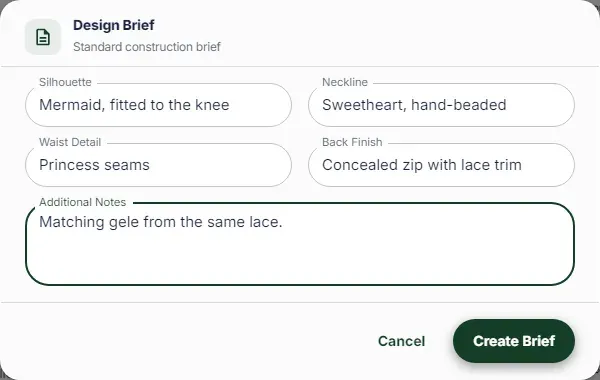 Design Brief
Standard construction brief
Silhouette
Mermaid, fitted to the knee
Neckline
Sweetheart, hand-beaded
Waist Detail
Princess seams
Back Finish
Concealed zip with lace trim
Additional Notes
Matching gele from the same lace.
Cancel
Create Brief